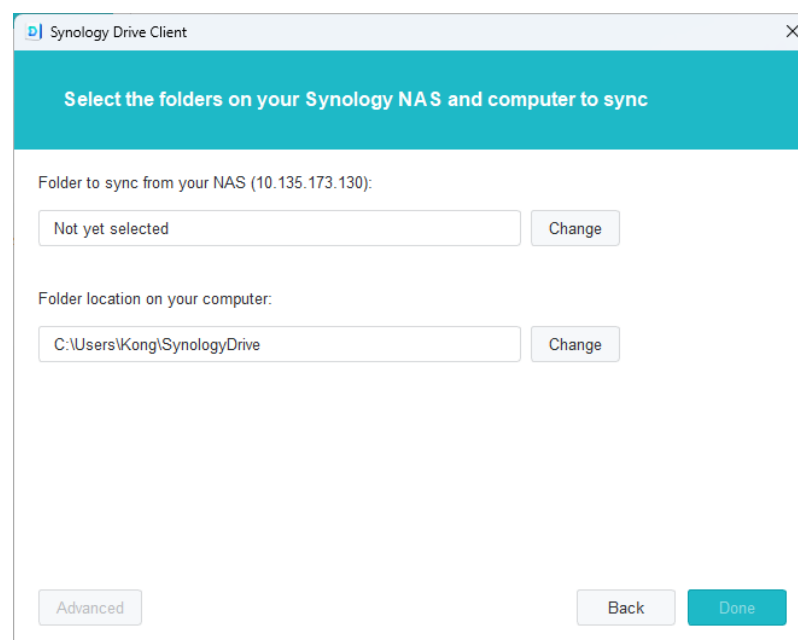 Synology Drive Client
Select the folders on your Synology NAS and computer to sync
Folder to sync from your NAS (10.135.173.130):
Not yet selected
Change
Folder location on your computer:
C:\Users\Kong\SynologyDrive
Change
Advanced
Back
Done